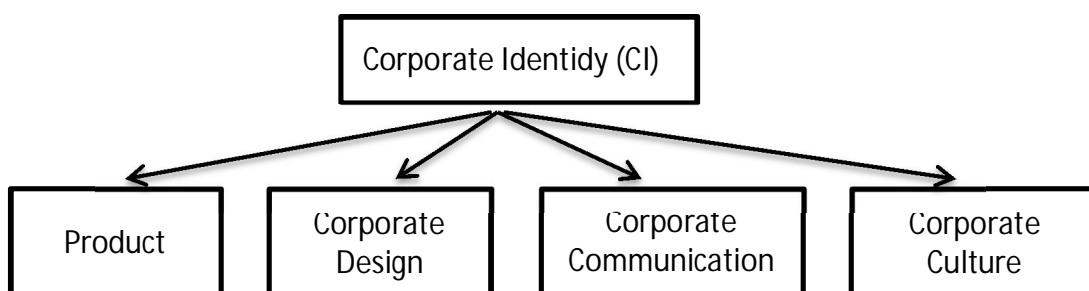 Corporate Identidy (CI)
Product
Corporate
Design
Corporate
Communication
Corporate
Culture